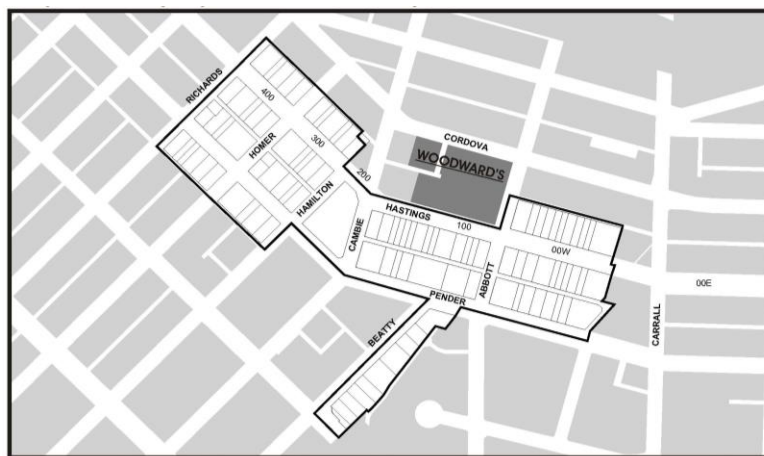 RICHARDS
400
HOMER
300
CORDOVA
WOODWARD'S
200
HAMILTON
HASTINGS
100
CAMBIE
00W
ABBOTT
00E
PENDER
BEATTY
CARRALL